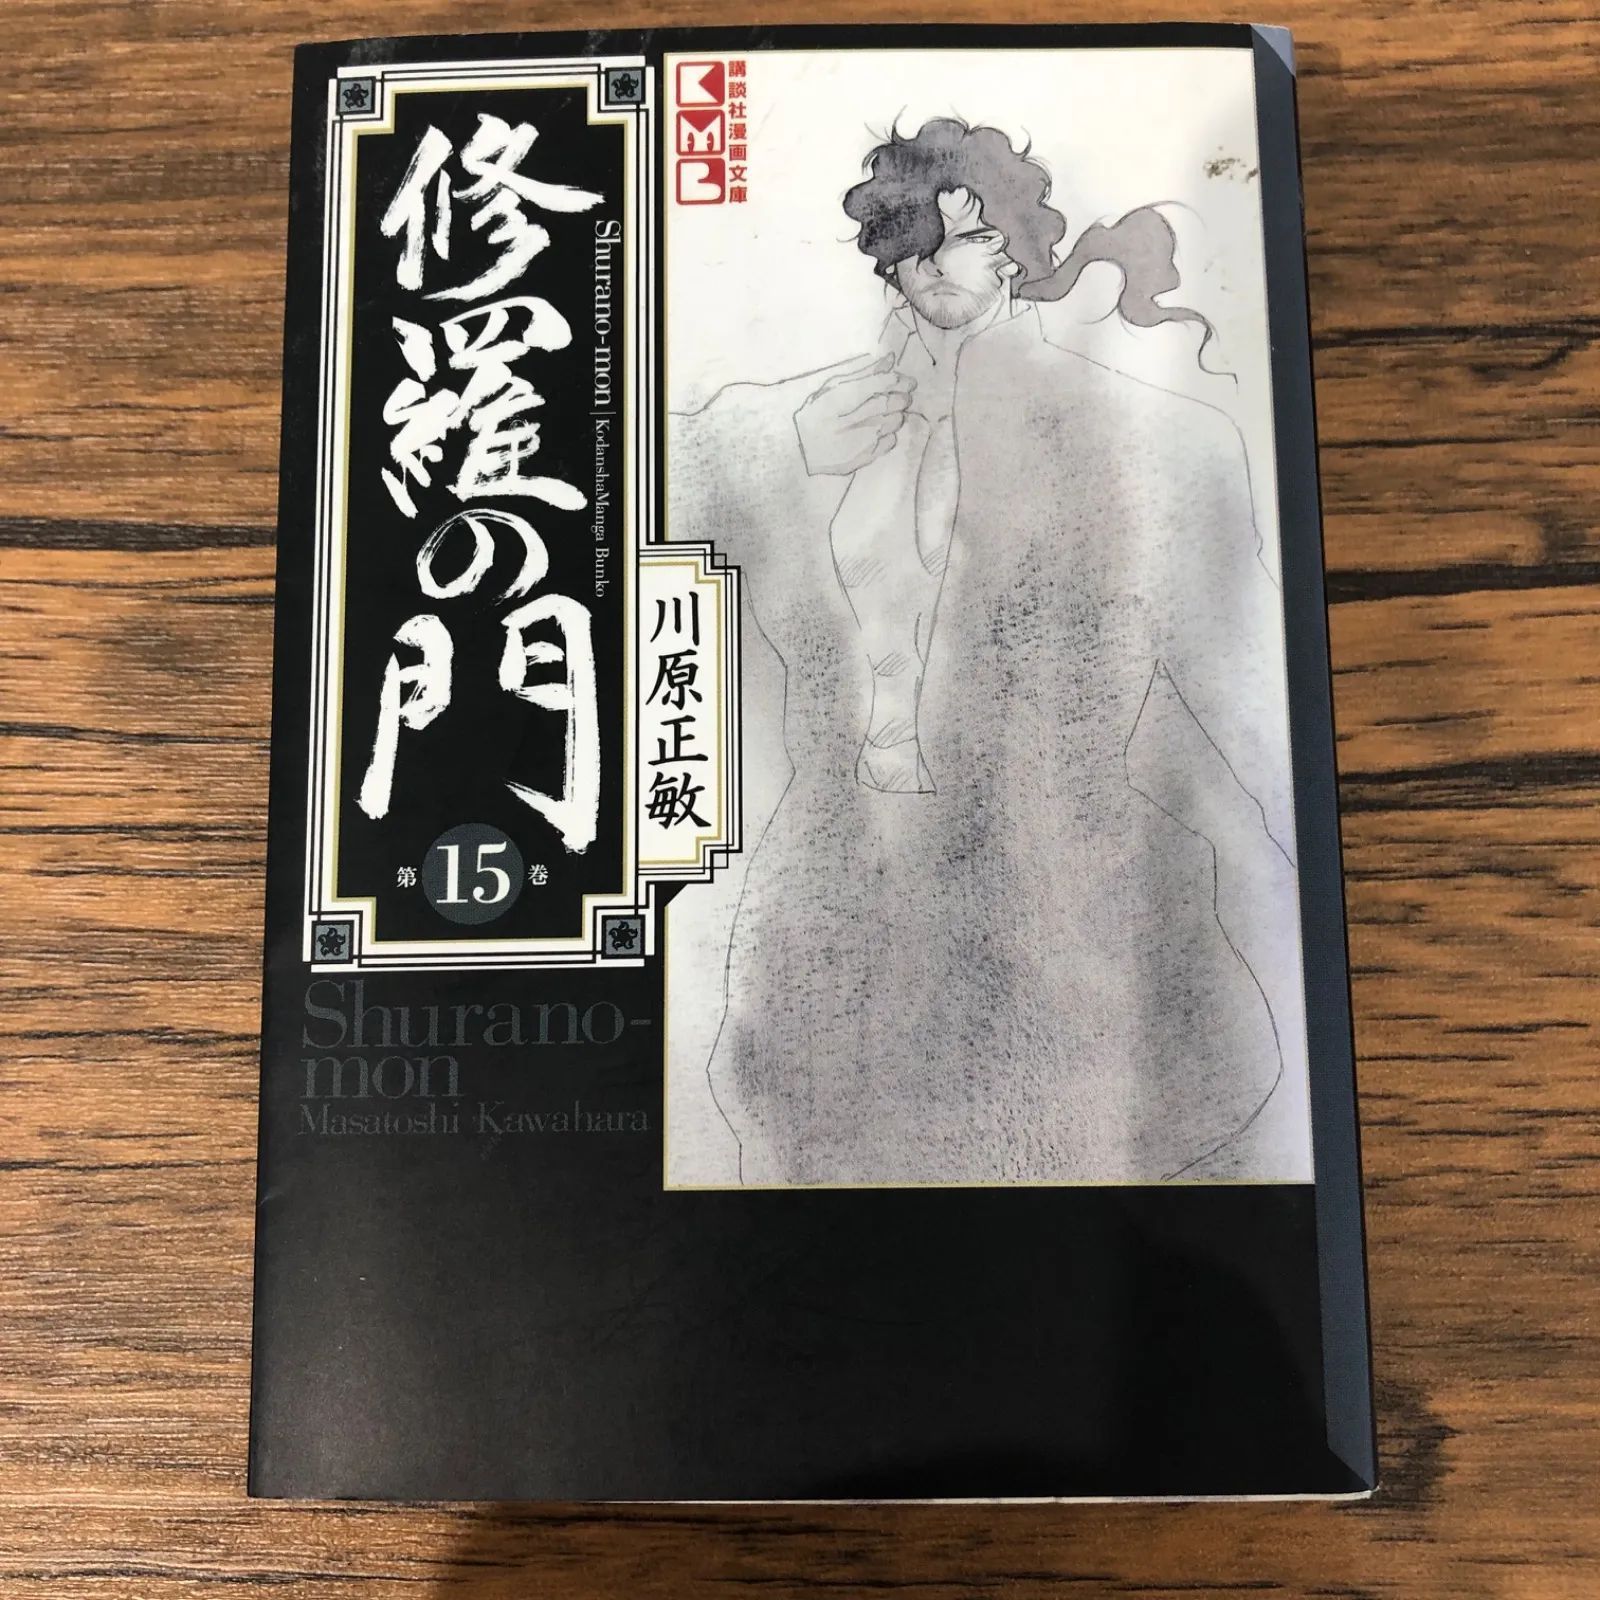 修羅の門
Shurano-mon | KodanshaManga Bunko
第15巻
川原正敏
KMB
講談社漫画文庫
Shurano-
mon
Masatoshi Kawahara